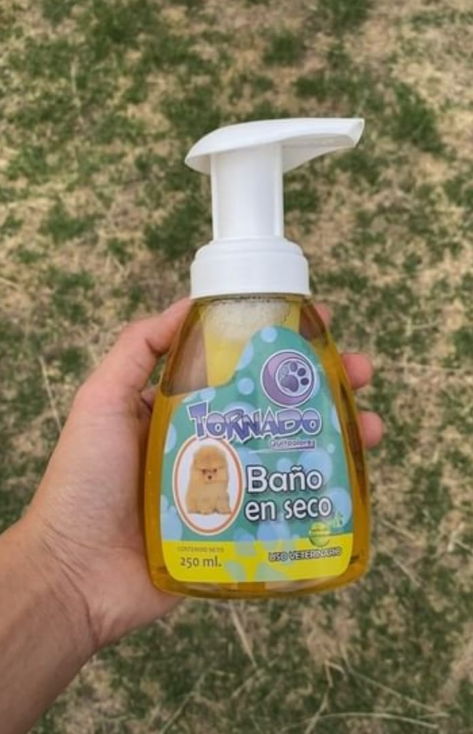 TORNADO
Baño
en seco
CONTENIDO NETO
250 ml.
USO VETERINARIO